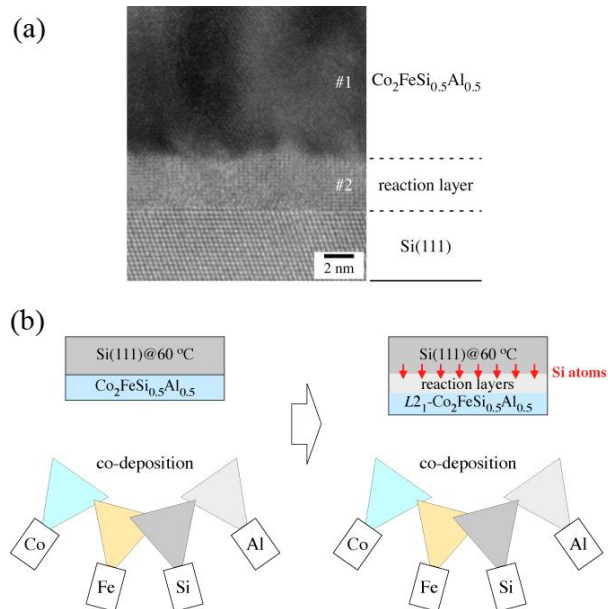 (a)
#1
Co₂FeSi₀.₅Al₀.₅
#2
reaction layer
Si(111)
2 nm
(b)
Si(111)@60 °C
Co₂FeSi₀.₅Al₀.₅
co-deposition
Co
Fe
Si
Al
Si(111)@60 °C
Si atoms
reaction layers
L2₁-Co₂FeSi₀.₅Al₀.₅
co-deposition
Co
Fe
Si
Al